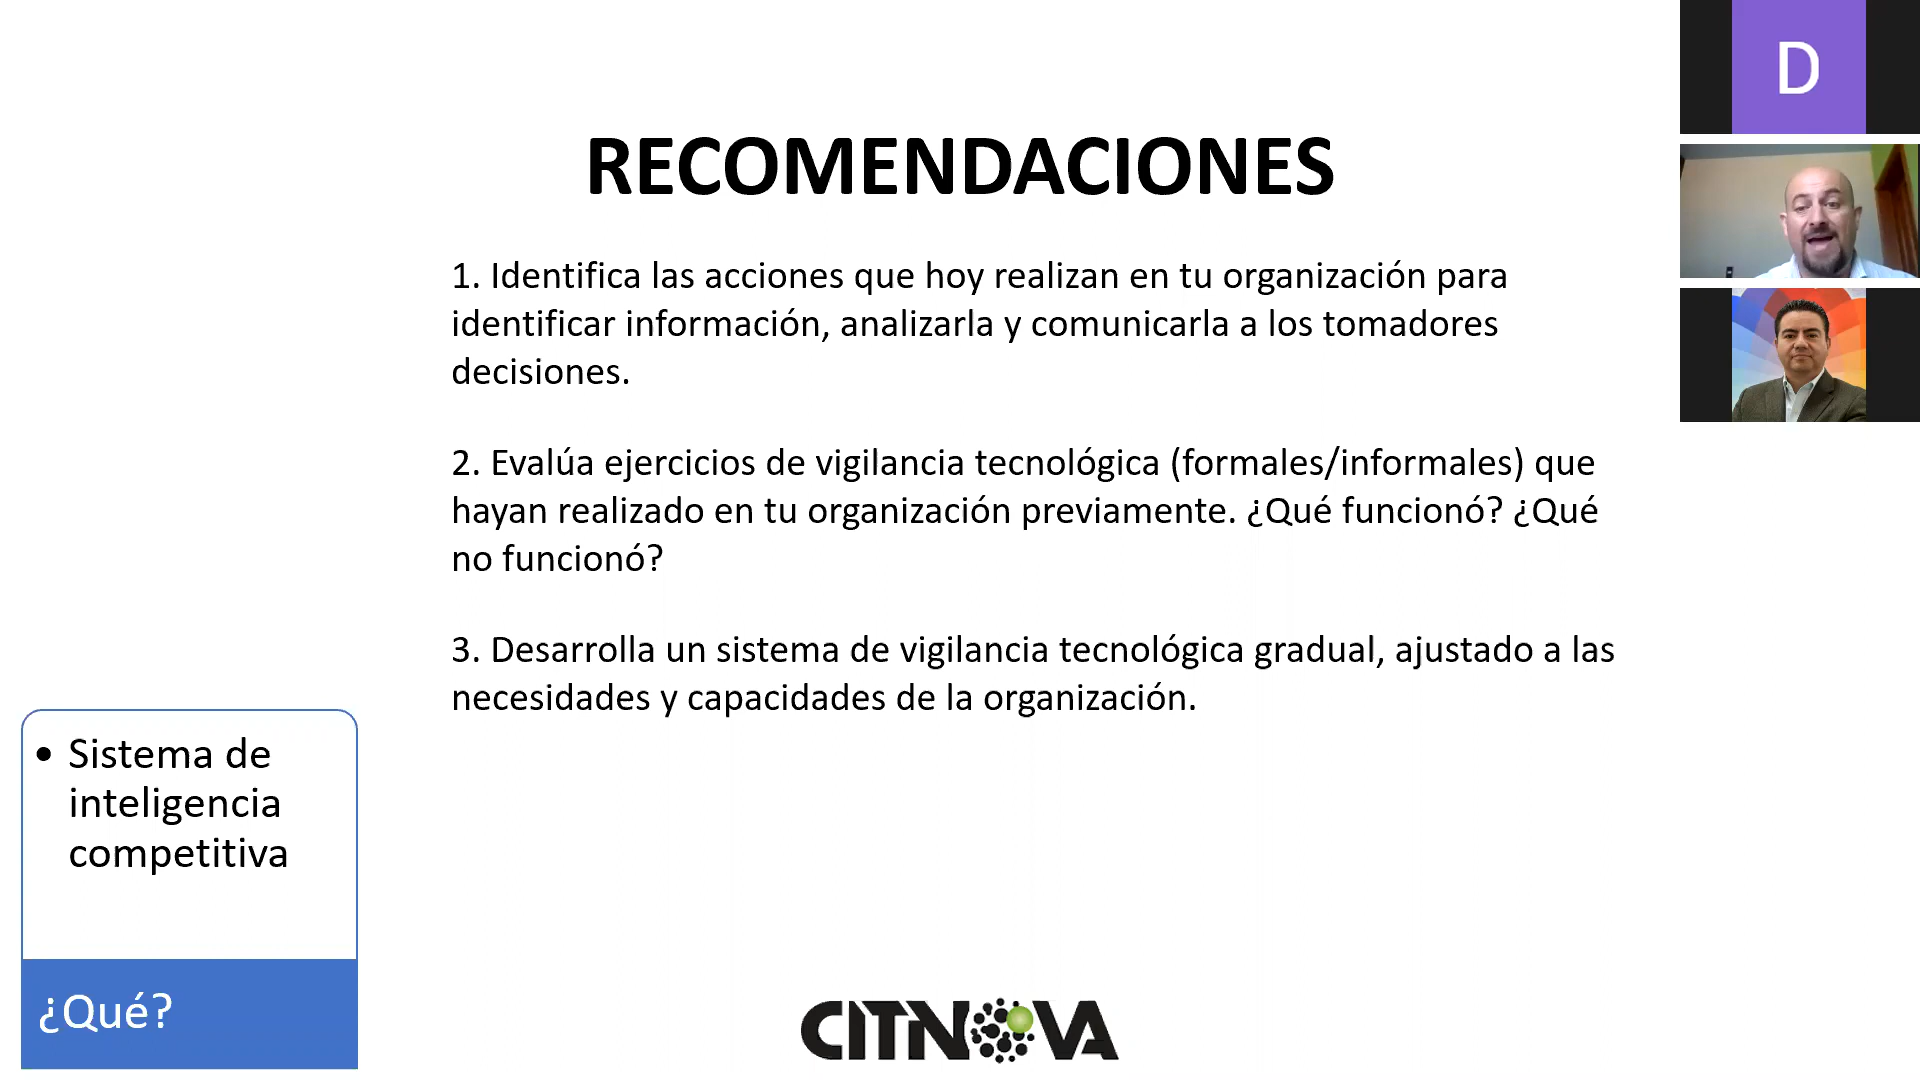 RECOMENDACIONES
1. Identifica las acciones que hoy realizan en tu organización para
identificar información, analizarla y comunicarla a los tomadores
decisiones.
2. Evalúa ejercicios de vigilancia tecnológica (formales/informales) que
hayan realizado en tu organización previamente. ¿Qué funcionó? ¿Qué
no funcionó?
3. Desarrolla un sistema de vigilancia tecnológica gradual, ajustado a las
necesidades y capacidades de la organización.
• Sistema de
inteligencia
competitiva
¿Qué?
CITNOVA
D